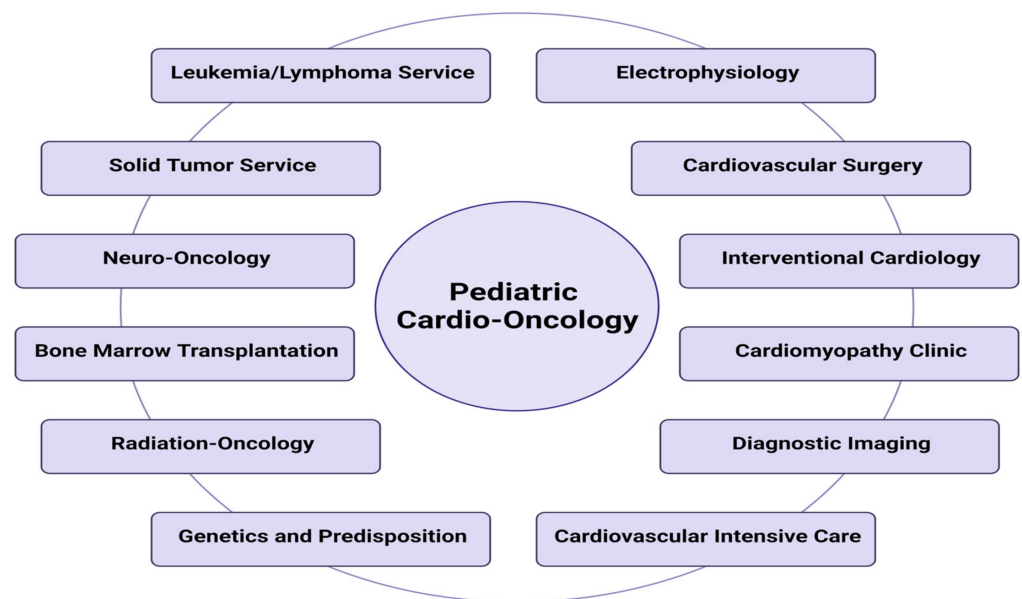 Leukemia/Lymphoma Service
Electrophysiology
Solid Tumor Service
Cardiovascular Surgery
Neuro-Oncology
Interventional Cardiology
Pediatric
Cardio-Oncology
Bone Marrow Transplantation
Cardiomyopathy Clinic
Radiation-Oncology
Diagnostic Imaging
Genetics and Predisposition
Cardiovascular Intensive Care